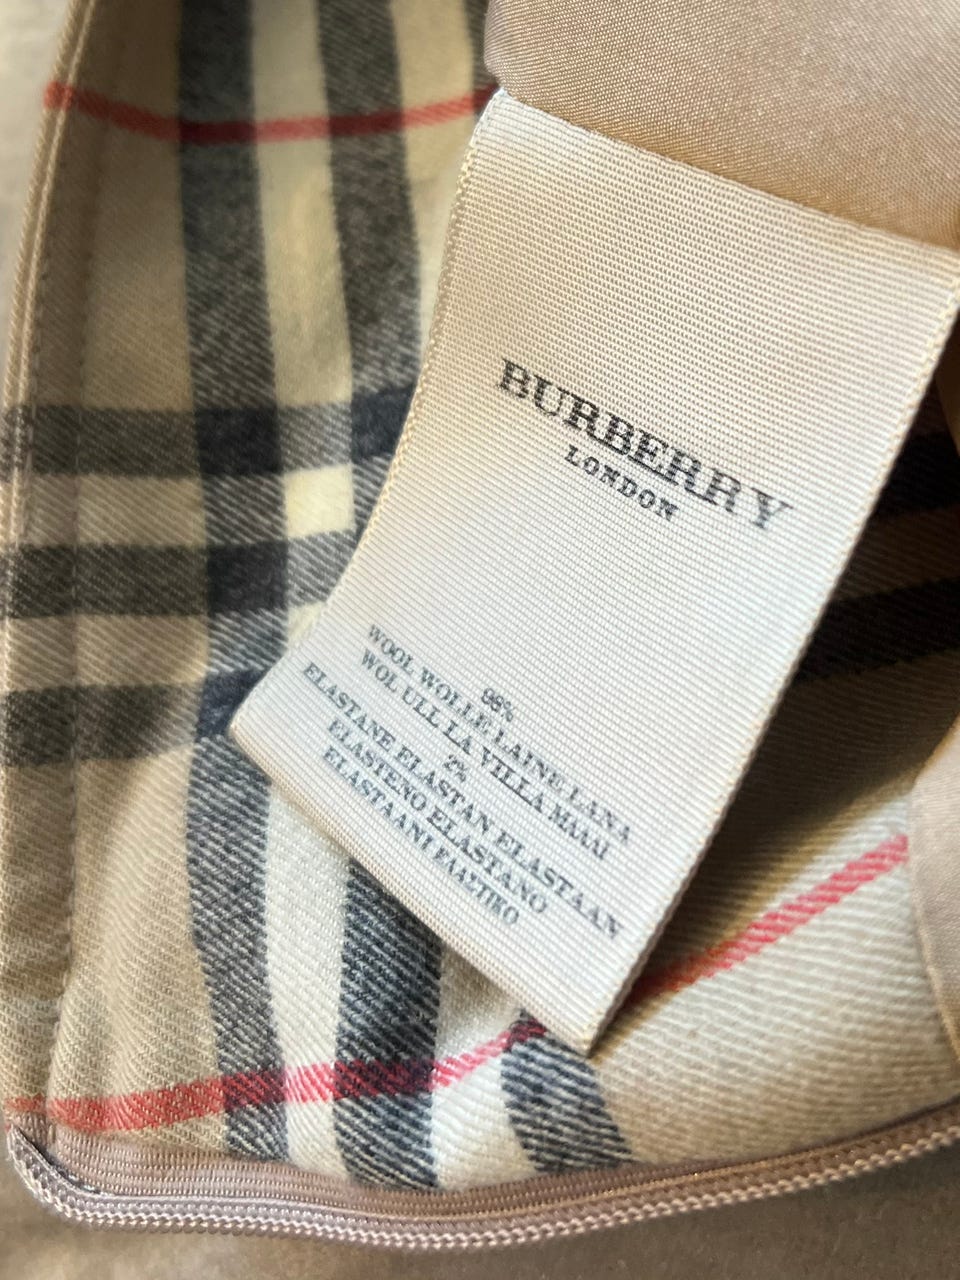 BURBERRY
LONDON
98%
WOOL WOLLE LAINE LANA
WOL ULL LA VILLA ΜΑΛΛΙ
2%
ELASTANE ELASTAN ELASTAAN
ELASTENO ELASTANO
ELASTAANI ΕΛΑΣΤΙΚΟ